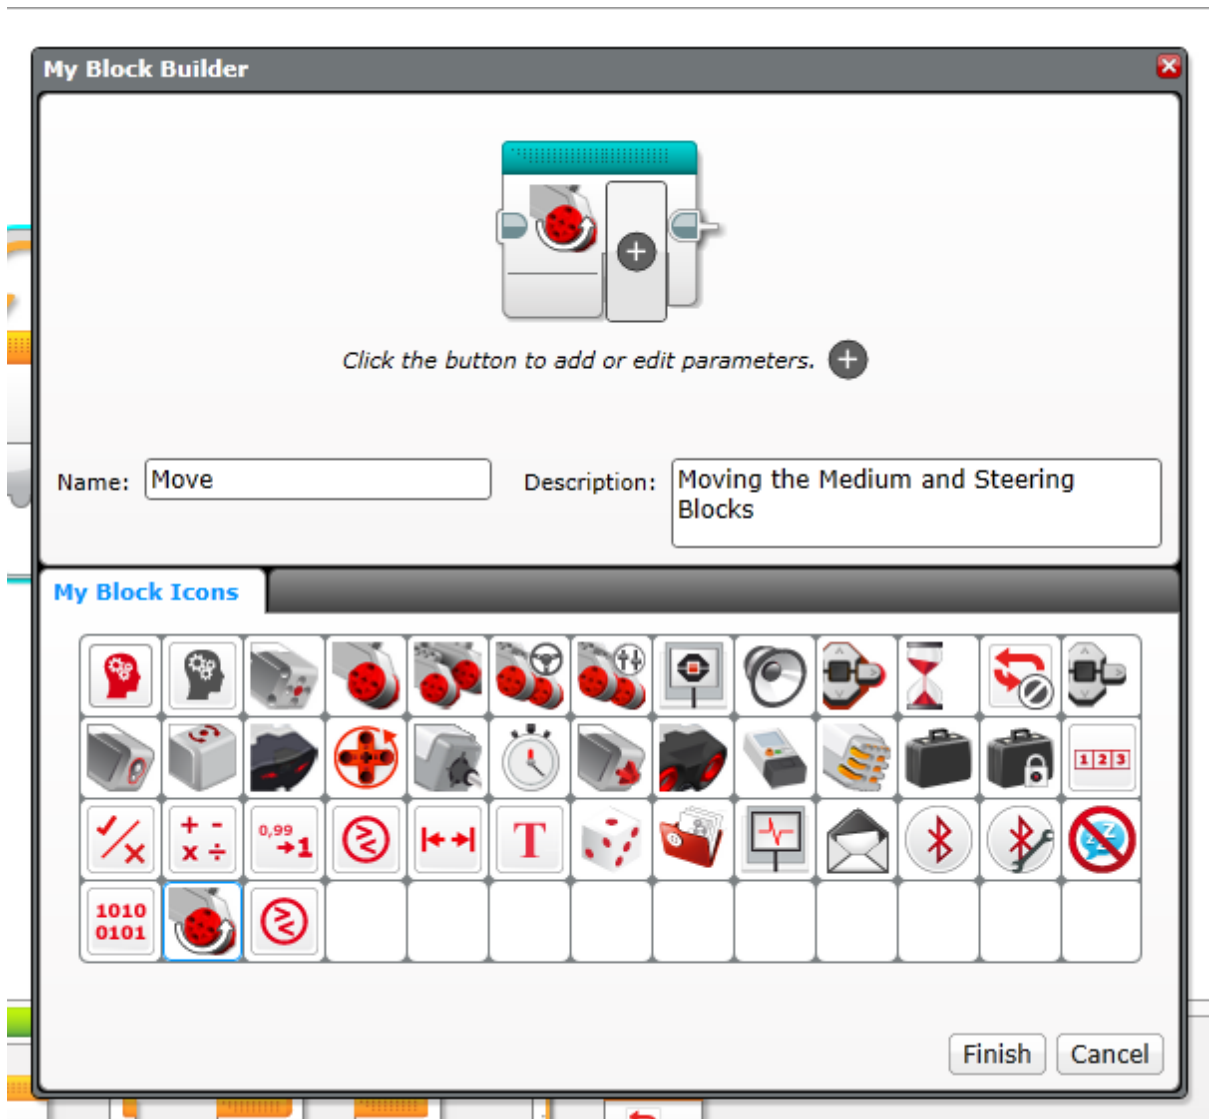 My Block Builder
Click the button to add or edit parameters.
Name: Move
Description: Moving the Medium and Steering
Blocks
My Block Icons
1 2 3
+ -
x ÷
0,99
→1
T
Z Z
1010
0101
Finish Cancel